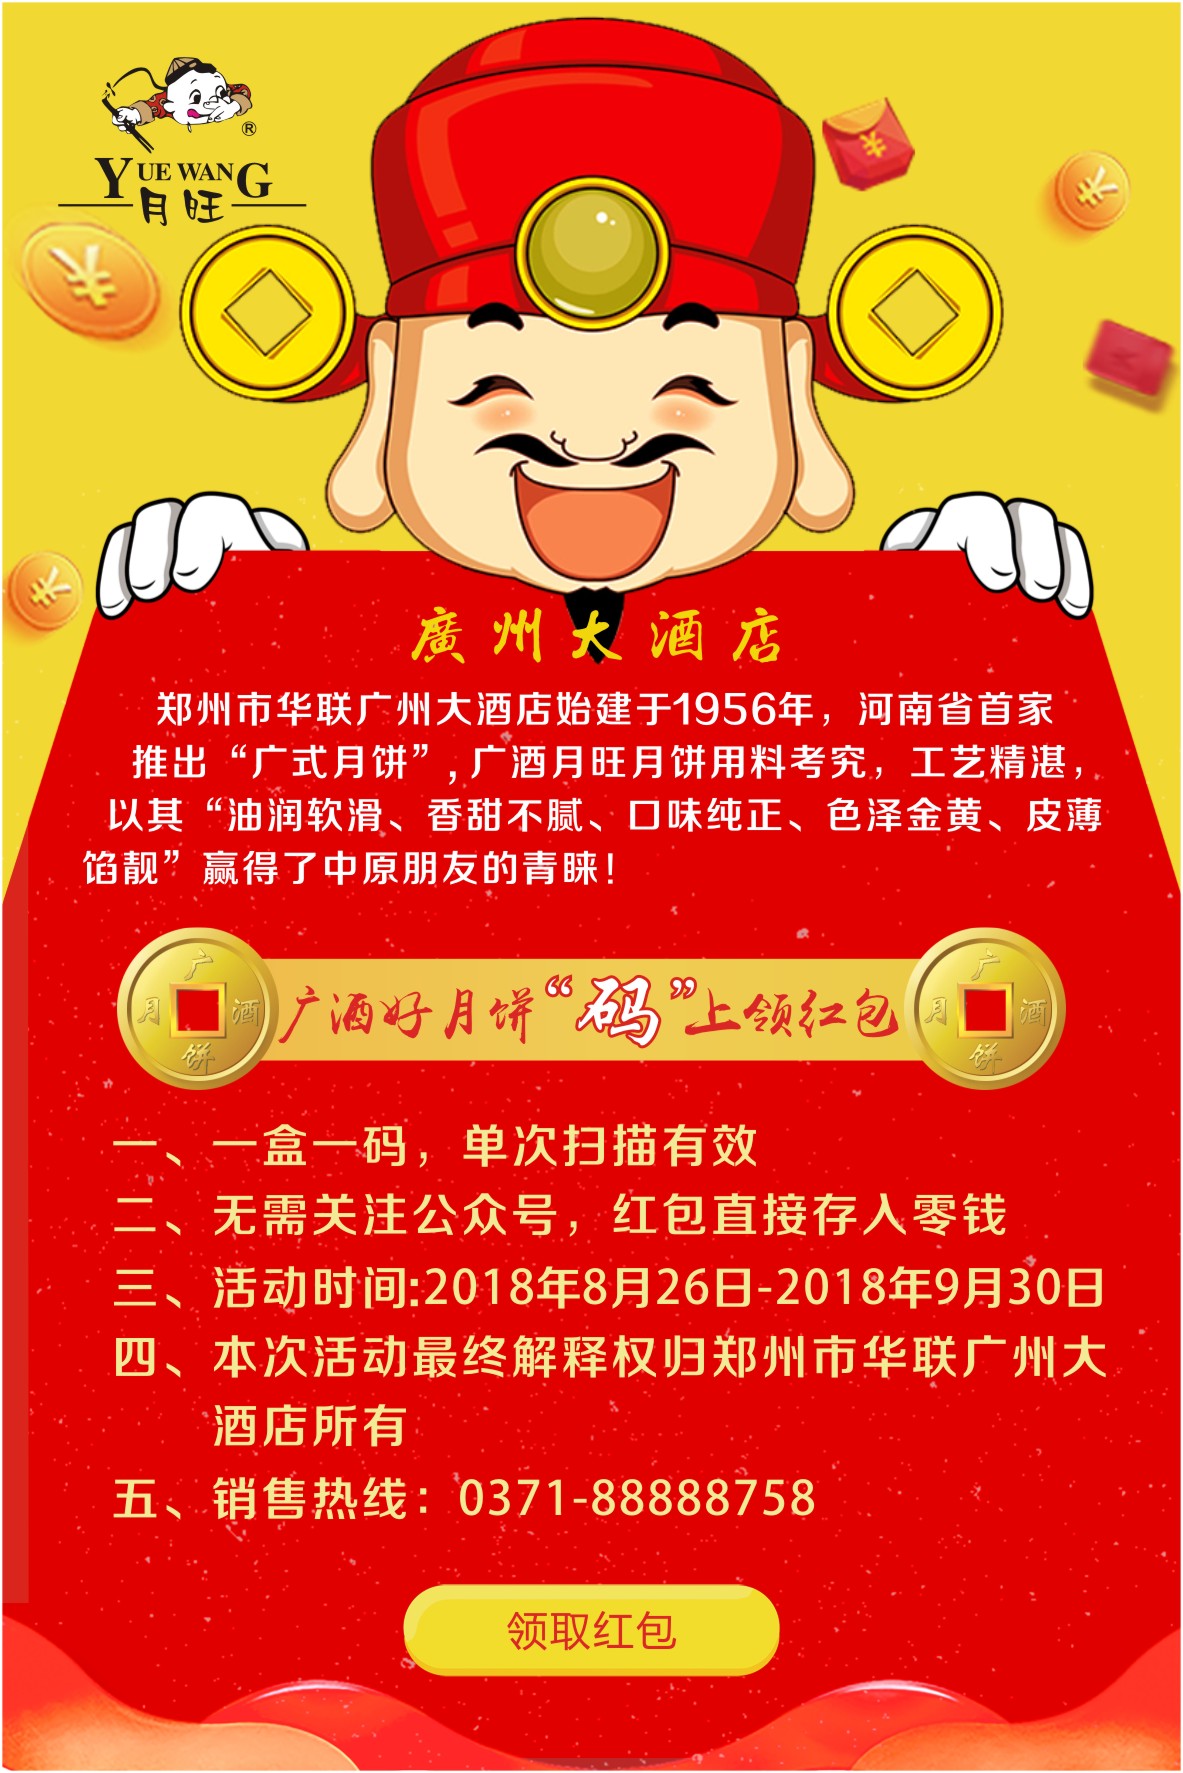 ®
YUE WANG
月旺
廣州大酒店
郑州市华联广州大酒店始建于1956年，河南省首家
推出“广式月饼”, 广酒月旺月饼用料考究，工艺精湛，
以其“油润软滑、香甜不腻、口味纯正、色泽金黄、皮薄
馅靓”赢得了中原朋友的青睐！
广酒月饼
广酒好月饼“码”上领红包
广酒月饼
一、一盒一码，单次扫描有效
二、无需关注公众号，红包直接存入零钱
三、活动时间:2018年8月26日-2018年9月30日
四、本次活动最终解释权归郑州市华联广州大
酒店所有
五、销售热线：0371-88888758
领取红包